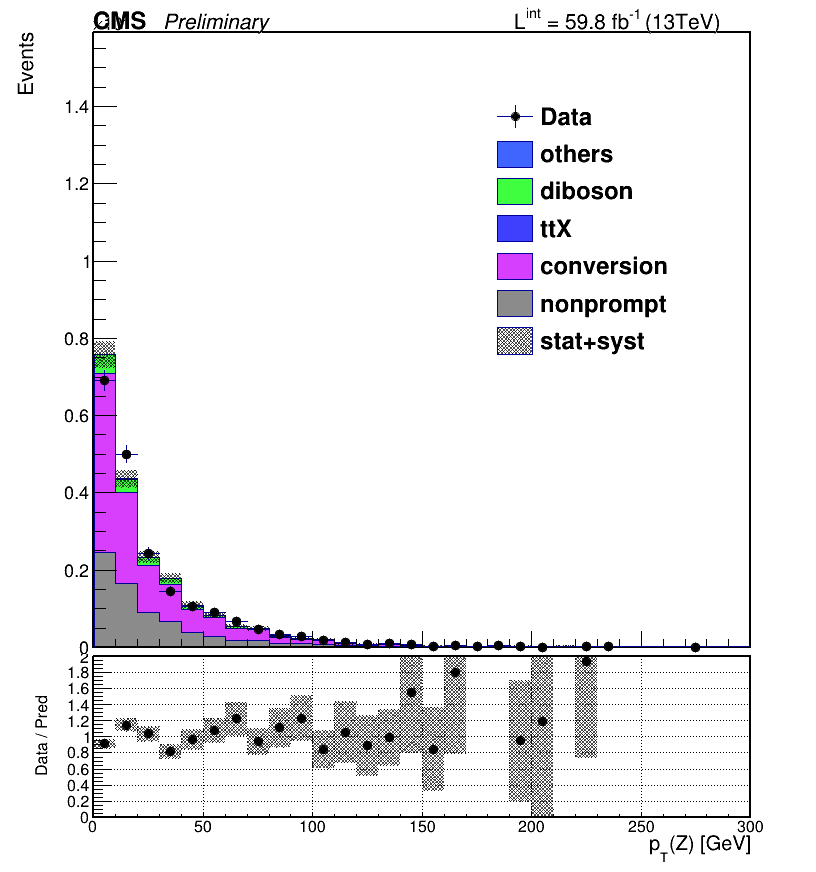 CMS Preliminary L^int = 59.8 fb^-1 (13TeV)
Events
1.4
1.2
1
0.8
0.6
0.4
0.2
0
Data
others
diboson
ttX
conversion
nonprompt
stat+syst
Data / Pred
2
1.8
1.6
1.4
1.2
1
0.8
0.6
0.4
0.2
0
0 50 100 150 200 250 300
p_T(Z) [GeV]